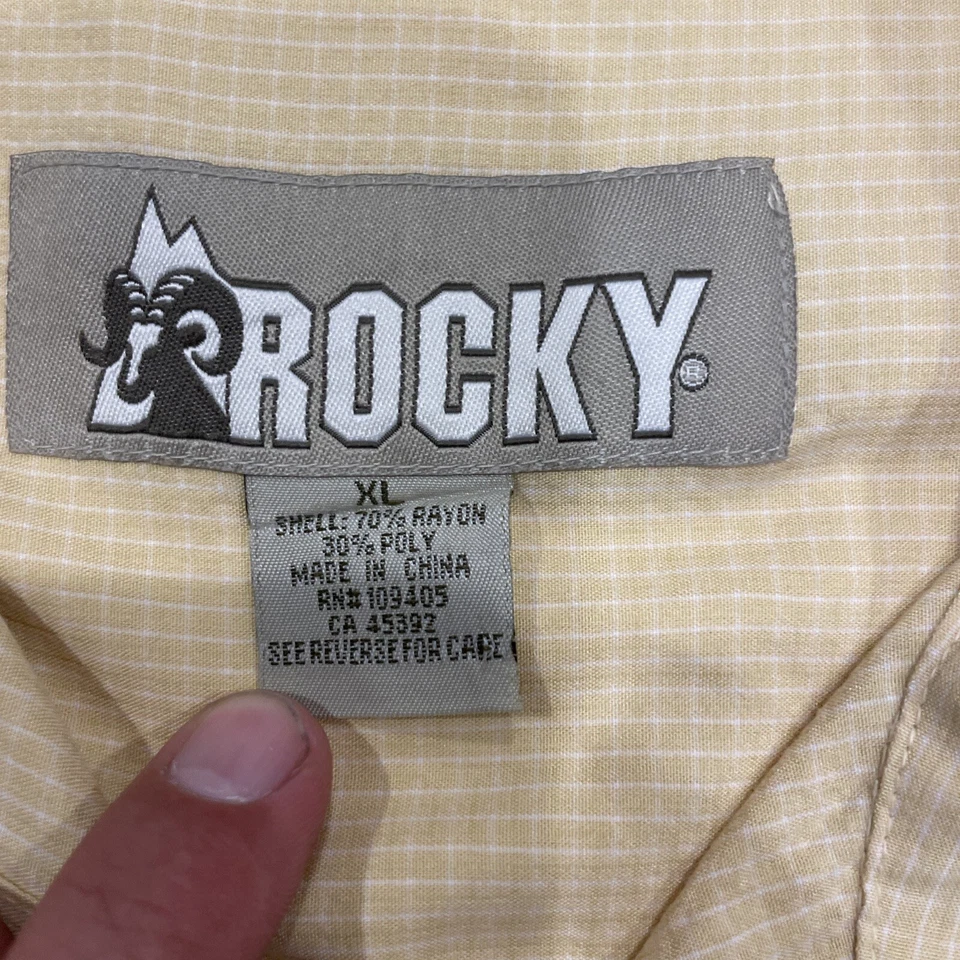 ROCKY®
XL
SHELL: 70% RAYON
30% POLY
MADE IN CHINA
RN# 109405
CA 45392
SEE REVERSE FOR CARE